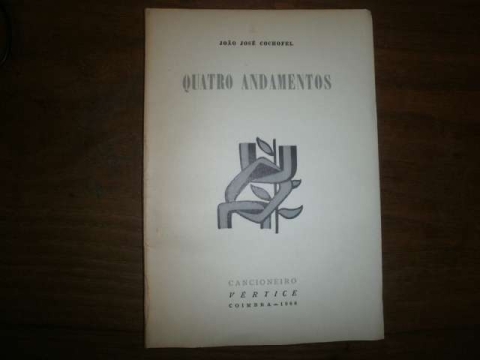 JOÃO JOSÉ COCHOFEL
QUATRO ANDAMENTOS
CANCIONEIRO
VÉRTICE
COIMBRA—